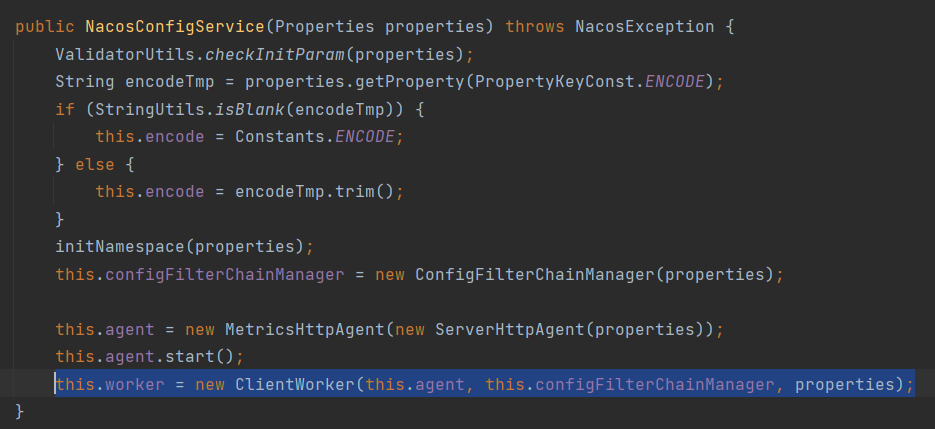 public NacosConfigService(Properties properties) throws NacosException {
    ValidatorUtils.checkInitParam(properties);
    String encodeTmp = properties.getProperty(PropertyKeyConst.ENCODE);
    if (StringUtils.isBlank(encodeTmp)) {
        this.encode = Constants.ENCODE;
    } else {
        this.encode = encodeTmp.trim();
    }
    initNamespace(properties);
    this.configFilterChainManager = new ConfigFilterChainManager(properties);

    this.agent = new MetricsHttpAgent(new ServerHttpAgent(properties));
    this.agent.start();
    this.worker = new ClientWorker(this.agent, this.configFilterChainManager, properties);
}